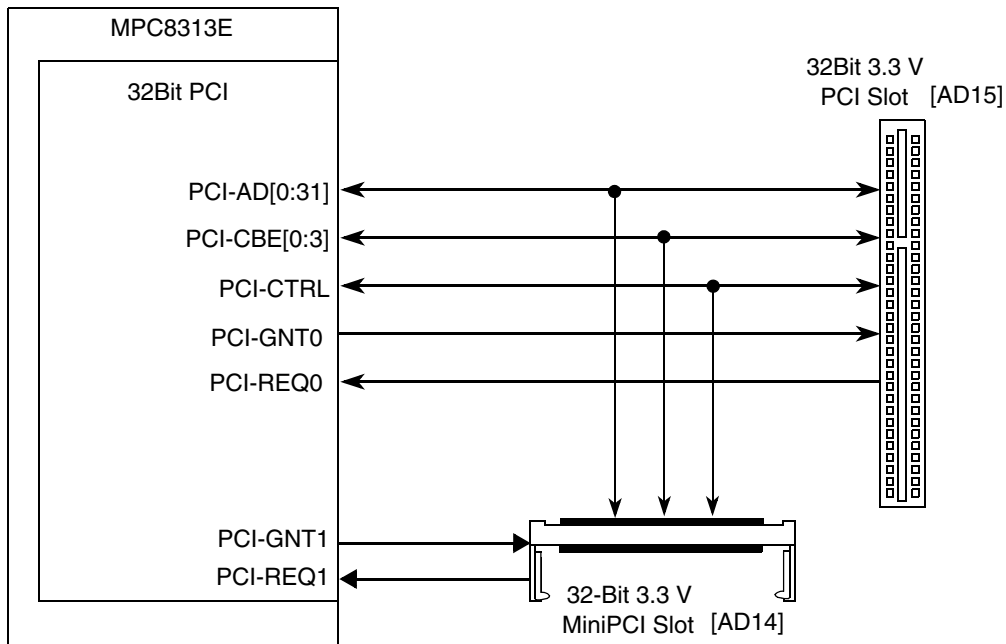 MPC8313E
32Bit PCI
32Bit 3.3 V
PCI Slot [AD15]
PCI-AD[0:31]
PCI-CBE[0:3]
PCI-CTRL
PCI-GNT0
PCI-REQ0
PCI-GNT1
PCI-REQ1
32-Bit 3.3 V
MiniPCI Slot [AD14]